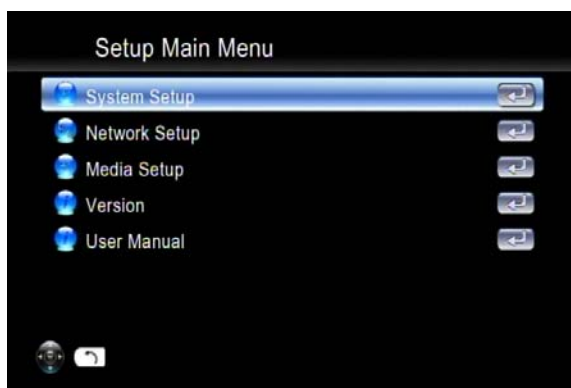 Setup Main Menu
System Setup
Network Setup
Media Setup
Version
User Manual